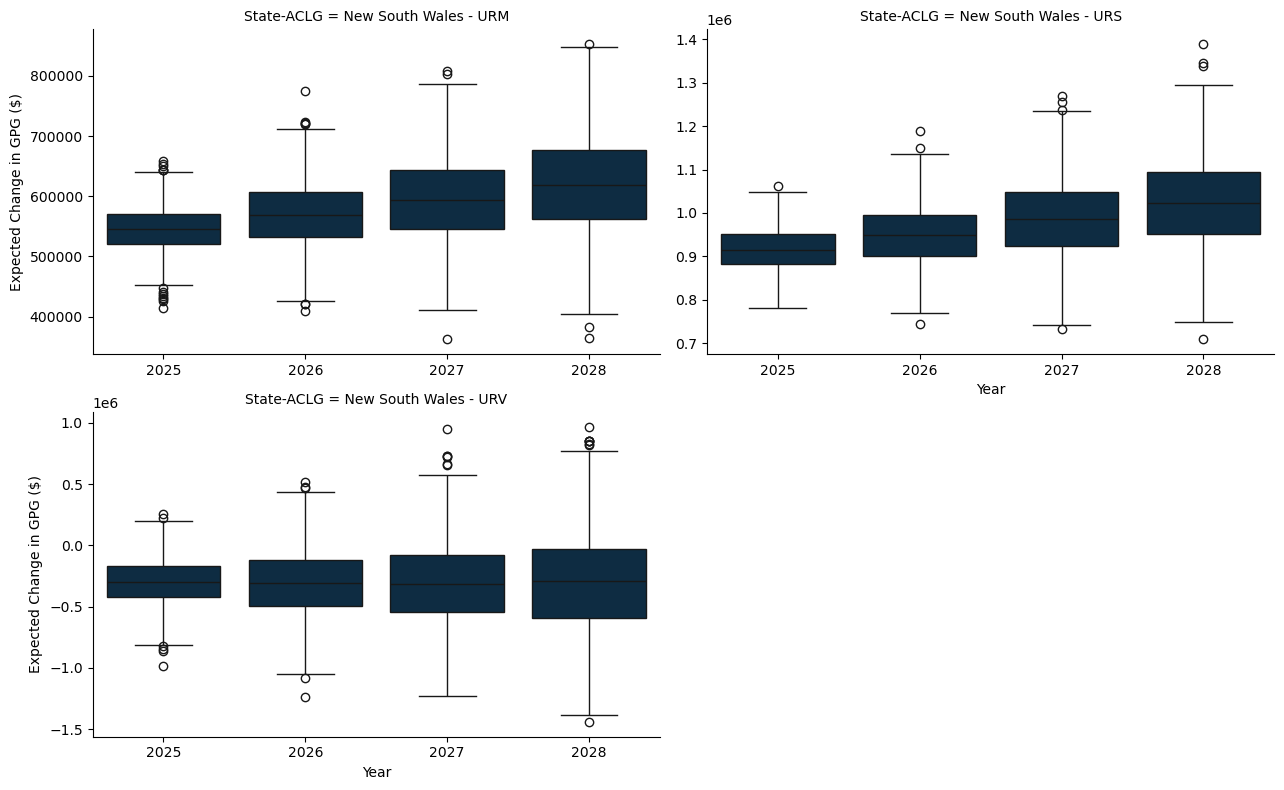 State-ACLG = New South Wales - URM
Expected Change in GPG ($)
800000
700000
600000
500000
400000
2025 2026 2027 2028
State-ACLG = New South Wales - URS
1e6
1.4
1.3
1.2
1.1
1.0
0.9
0.8
0.7
2025 2026 2027 2028
Year
State-ACLG = New South Wales - URV
1e6
Expected Change in GPG ($)
1.0
0.5
0.0
−0.5
−1.0
−1.5
2025 2026 2027 2028
Year